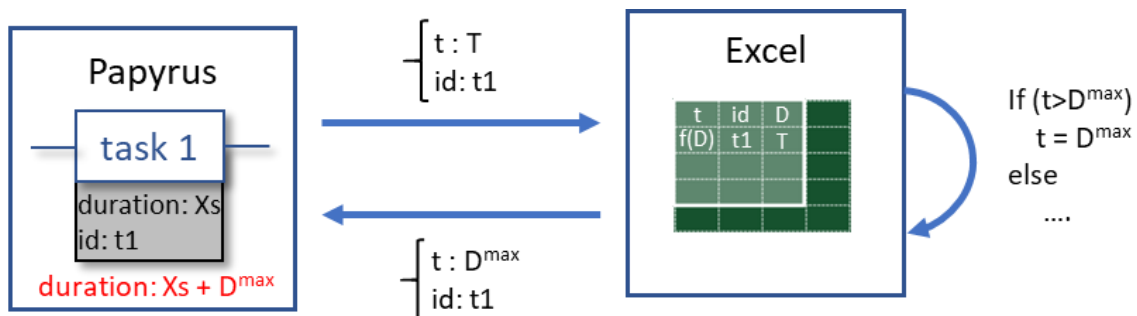 Papyrus
task 1
duration: Xs
id: t1
duration: Xs + Dᵐᵃˣ
t : T
id: t1
t : Dᵐᵃˣ
id: t1
Excel
t id D
f(D) t1 T
If (t>Dᵐᵃˣ)
t = Dᵐᵃˣ
else
....